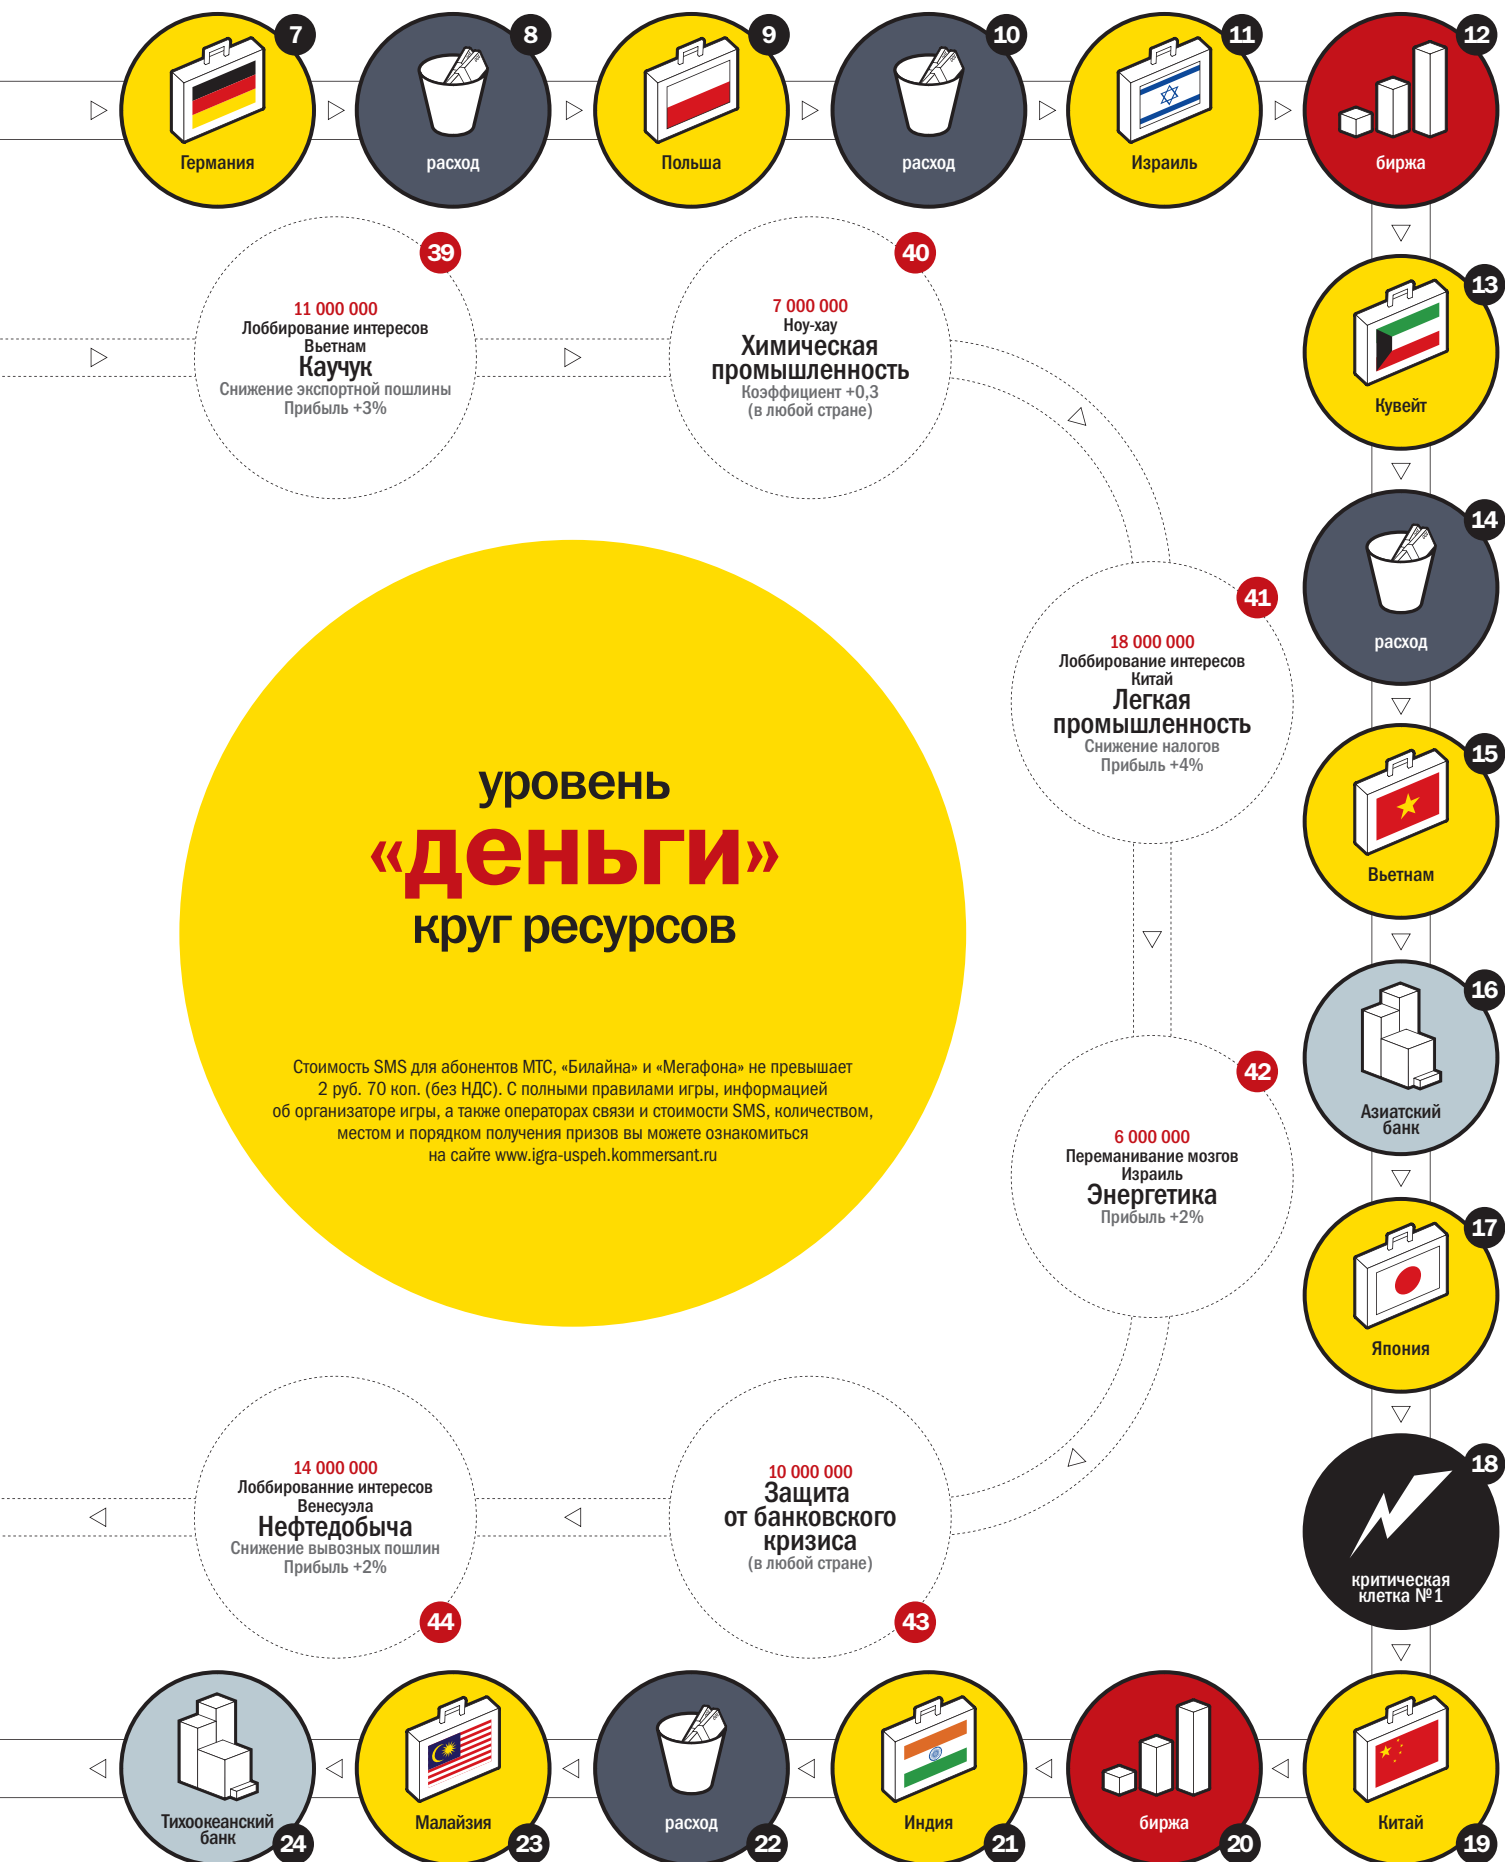 7
Германия
8
расход
9
Польша
10
расход
11
Израиль
12
биржа
39
11 000 000
Лоббирование интересов
Вьетнам
Каучук
Снижение экспортной пошлины
Прибыль +3%
40
7 000 000
Ноу-хау
Химическая
промышленность
Коэффициент +0,3
(в любой стране)
13
Кувейт
14
расход
41
18 000 000
Лоббирование интересов
Китай
Легкая
промышленность
Снижение налогов
Прибыль +4%
15
Вьетнам
уровень
«деньги»
круг ресурсов
Стоимость SMS для абонентов МТС, «Билайна» и «Мегафона» не превышает
2 руб. 70 коп. (без НДС). С полными правилами игры, информацией
об организаторе игры, а также операторах связи и стоимости SMS, количеством,
местом и порядком получения призов вы можете ознакомиться
на сайте www.igra-uspeh.kommersant.ru
16
Азиатский
банк
42
6 000 000
Переманивание мозгов
Израиль
Энергетика
Прибыль +2%
17
Япония
14 000 000
Лоббированние интересов
Венесуэла
Нефтедобыча
Снижение вывозных пошлин
Прибыль +2%
44
10 000 000
Защита
от банковского
кризиса
(в любой стране)
43
18
критическая
клетка №1
Тихоокеанский
банк
24
Малайзия
23
расход
22
Индия
21
биржа
20
Китай
19